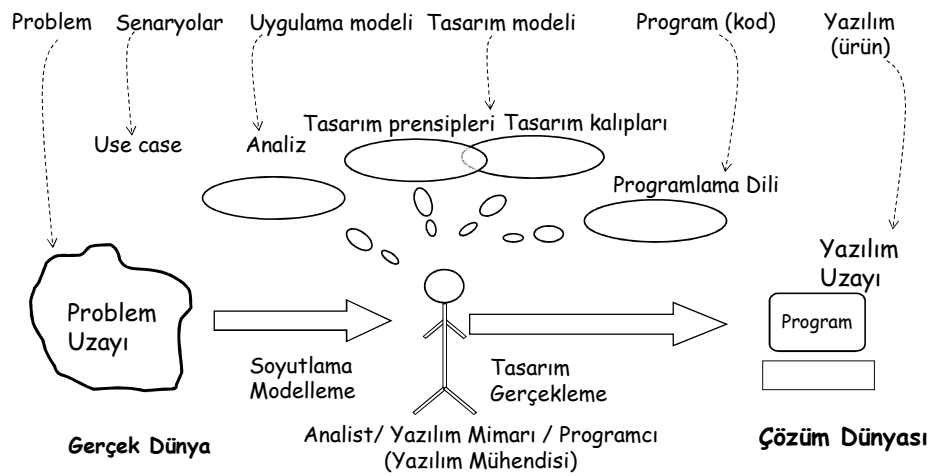 Problem
Senaryolar
Uygulama modeli
Tasarım modeli
Program (kod)
Yazılım
(ürün)
Use case
Analiz
Tasarım prensipleri
Tasarım kalıpları
Programlama Dili
Yazılım
Uzayı
Problem
Uzayı
Program
Soyutlama
Modelleme
Tasarım
Gerçekleme
Gerçek Dünya
Analist/ Yazılım Mimarı / Programcı
(Yazılım Mühendisi)
Çözüm Dünyası